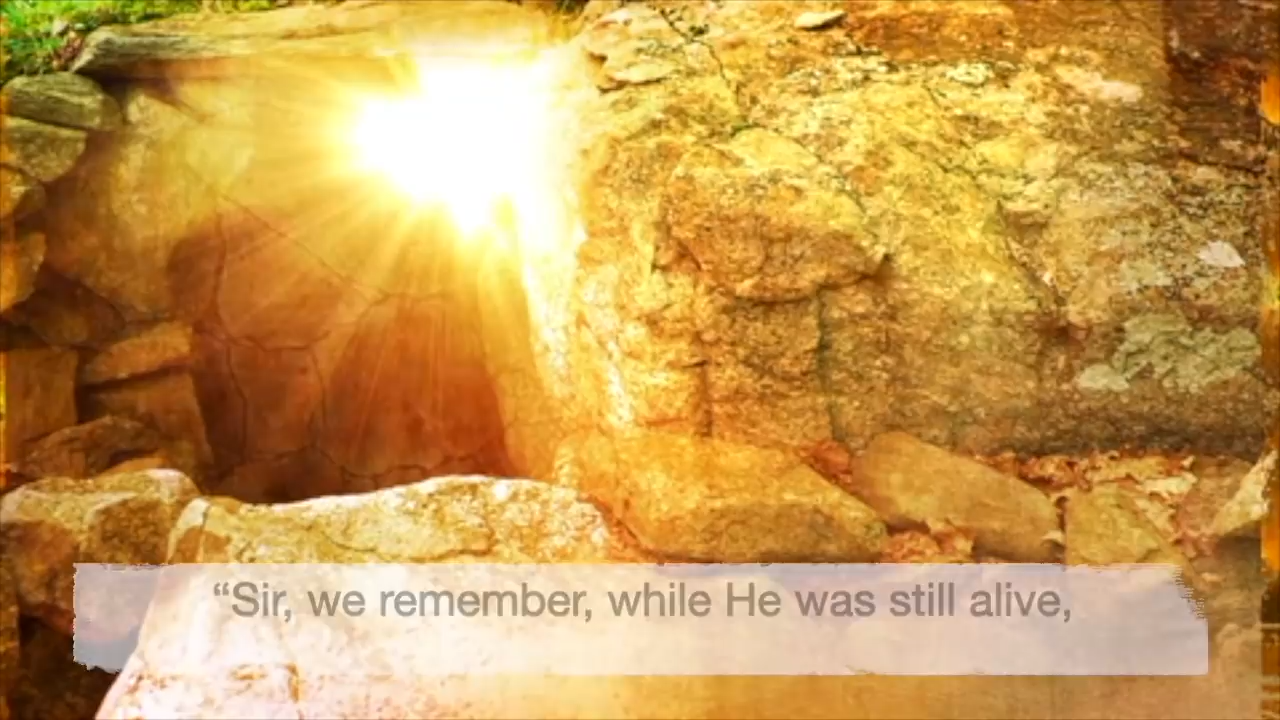 “Sir, we remember, while He was still alive,